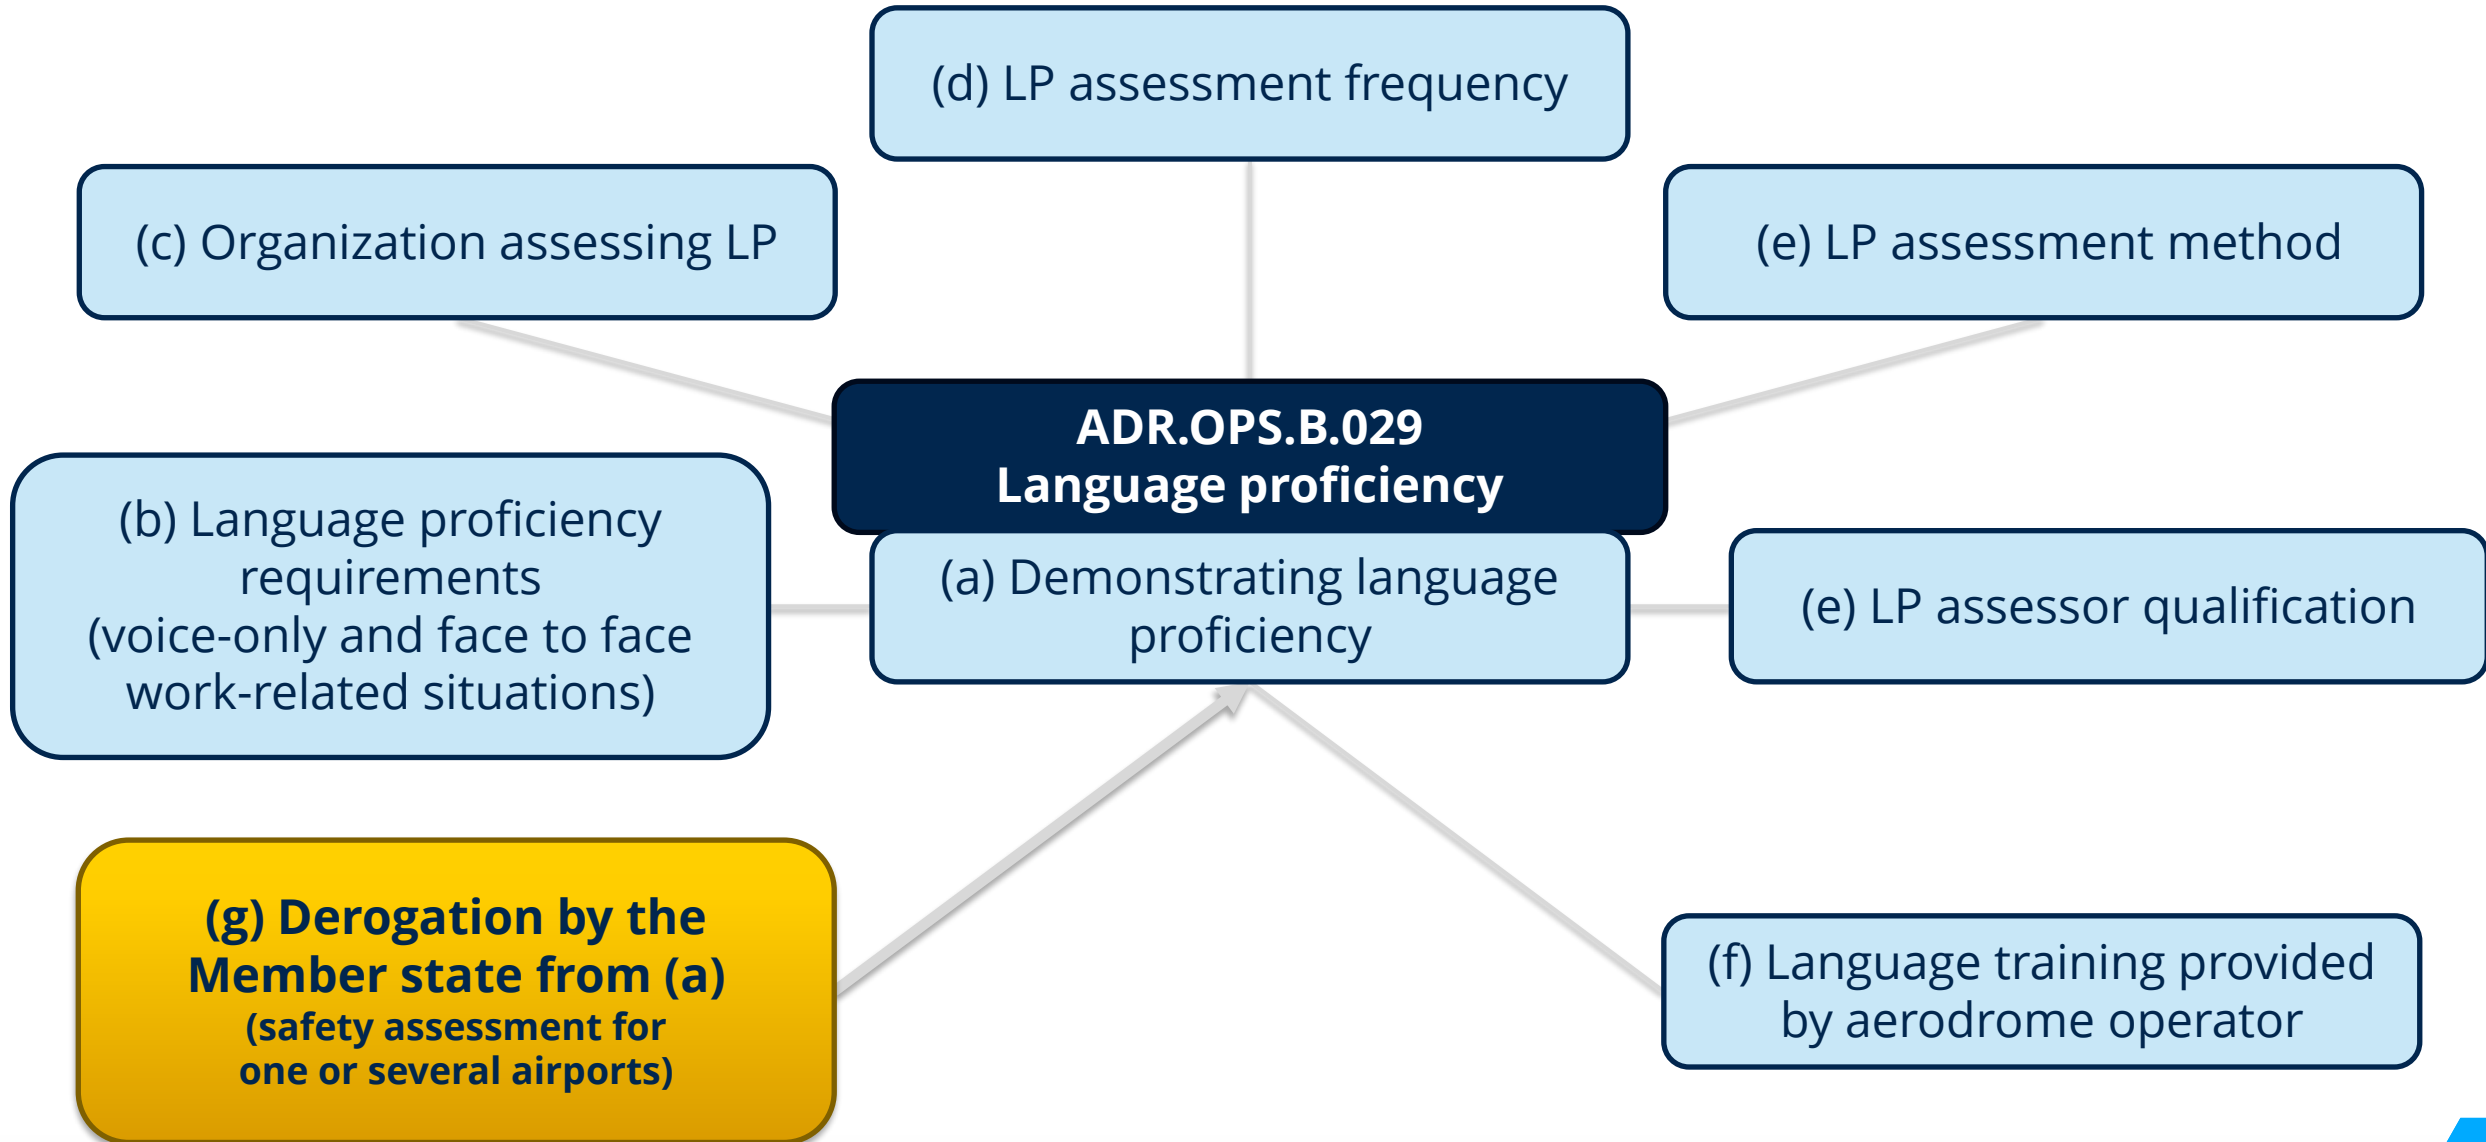 (d) LP assessment frequency
(c) Organization assessing LP
(e) LP assessment method
ADR.OPS.B.029
Language proficiency
(b) Language proficiency
requirements
(voice-only and face to face
work-related situations)
(a) Demonstrating language
proficiency
(e) LP assessor qualification
(g) Derogation by the
Member state from (a)
(safety assessment for
one or several airports)
(f) Language training provided
by aerodrome operator